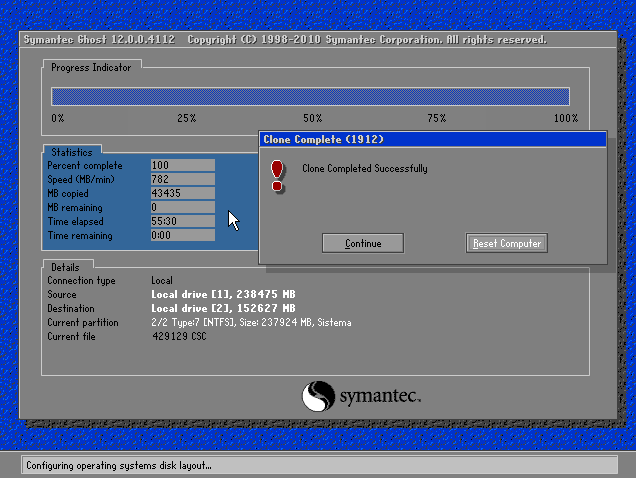 Symantec Ghost 12.0.0.4112 Copyright (C) 1998-2010 Symantec Corporation. All rights reserved.
Progress Indicator
0% 25% 50% 75% 100%
Clone Complete (1912)
Clone Completed Successfully
Continue Reset Computer
Statistics
Percent complete 100
Speed (MB/min) 782
MB copied 43435
MB remaining 0
Time elapsed 55:30
Time remaining 0:00
Details
Connection type Local
Source Local drive [1], 238475 MB
Destination Local drive [2], 152627 MB
Current partition 2/2 Type:7 [NTFS], Size: 237924 MB, Sistema
Current file 429129 CSC
symantec.
Configuring operating systems disk layout...